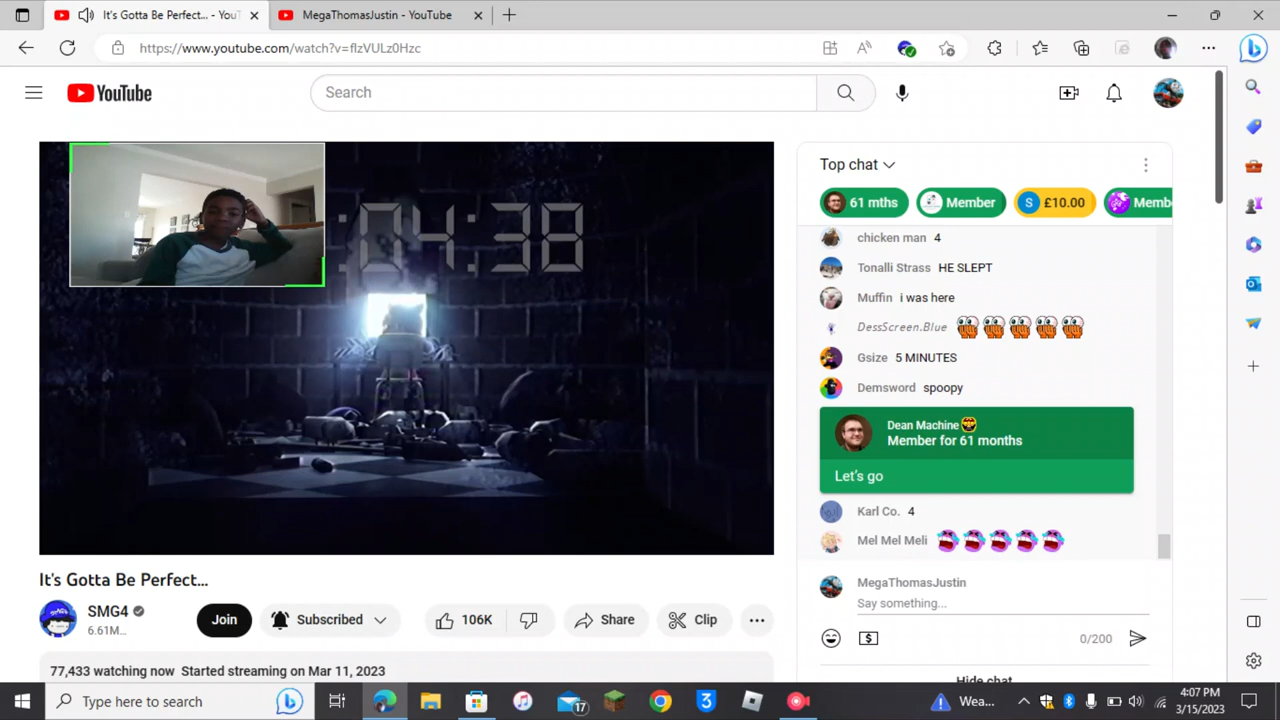 It's Gotta Be Perfect... - YouT
MegaThomasJustin - YouTube
https://www.youtube.com/watch?v=flzVULz0Hzc
YouTube
Search
:04:38
Top chat
61 mths
Member
S £10.00
Memb
chicken man 4
Tonalli Strass HE SLEPT
Muffin i was here
DessScreen.Blue
Gsize 5 MINUTES
Demsword spoopy
Dean Machine
Member for 61 months
Let's go
Karl Co. 4
Mel Mel Meli
MegaThomasJustin
Say something...
0/200
Hide chat
It's Gotta Be Perfect...
SMG4
6.61M...
Join
Subscribed
106K
Share
Clip
77,433 watching now Started streaming on Mar 11, 2023
Type here to search
17
3
Wea...
4:07 PM
3/15/2023